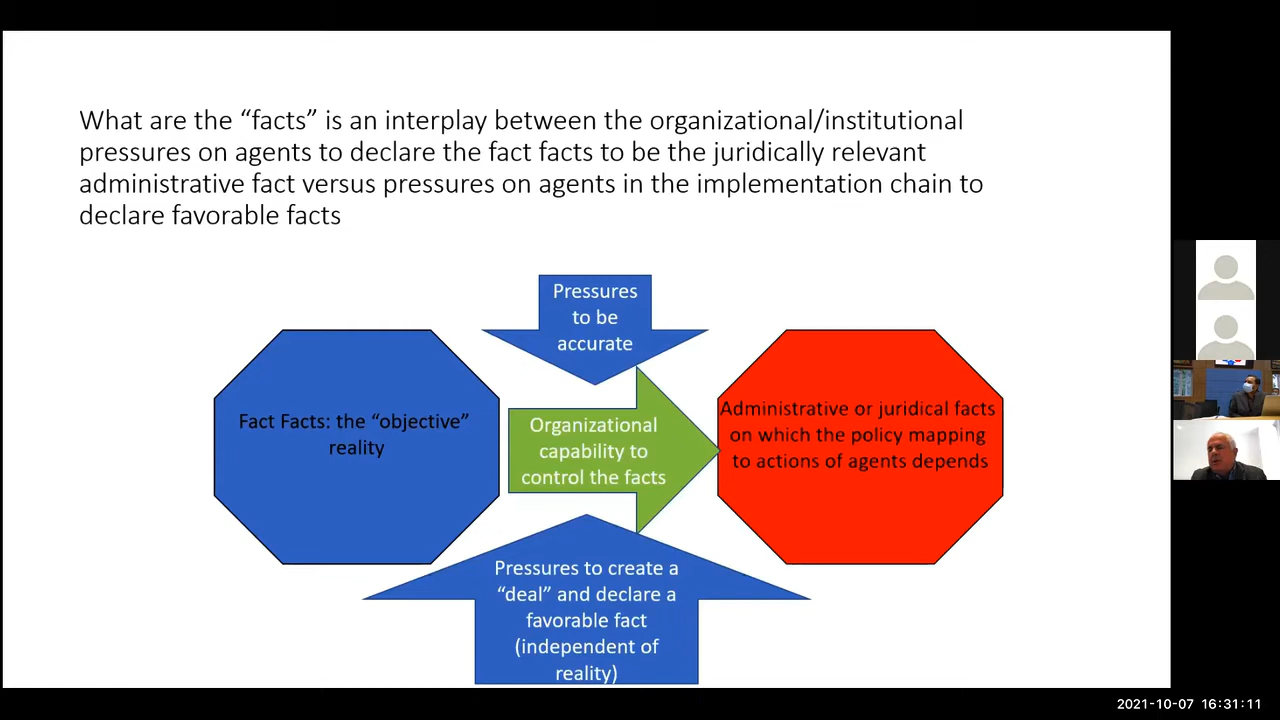 What are the “facts” is an interplay between the organizational/institutional
pressures on agents to declare the fact facts to be the juridically relevant
administrative fact versus pressures on agents in the implementation chain to
declare favorable facts
Pressures
to be
accurate
Fact Facts: the “objective”
reality
Organizational
capability to
control the facts
Administrative or juridical facts
on which the policy mapping
to actions of agents depends
Pressures to create a
“deal” and declare a
favorable fact
(independent of
reality)
2021-10-07 16:31:11